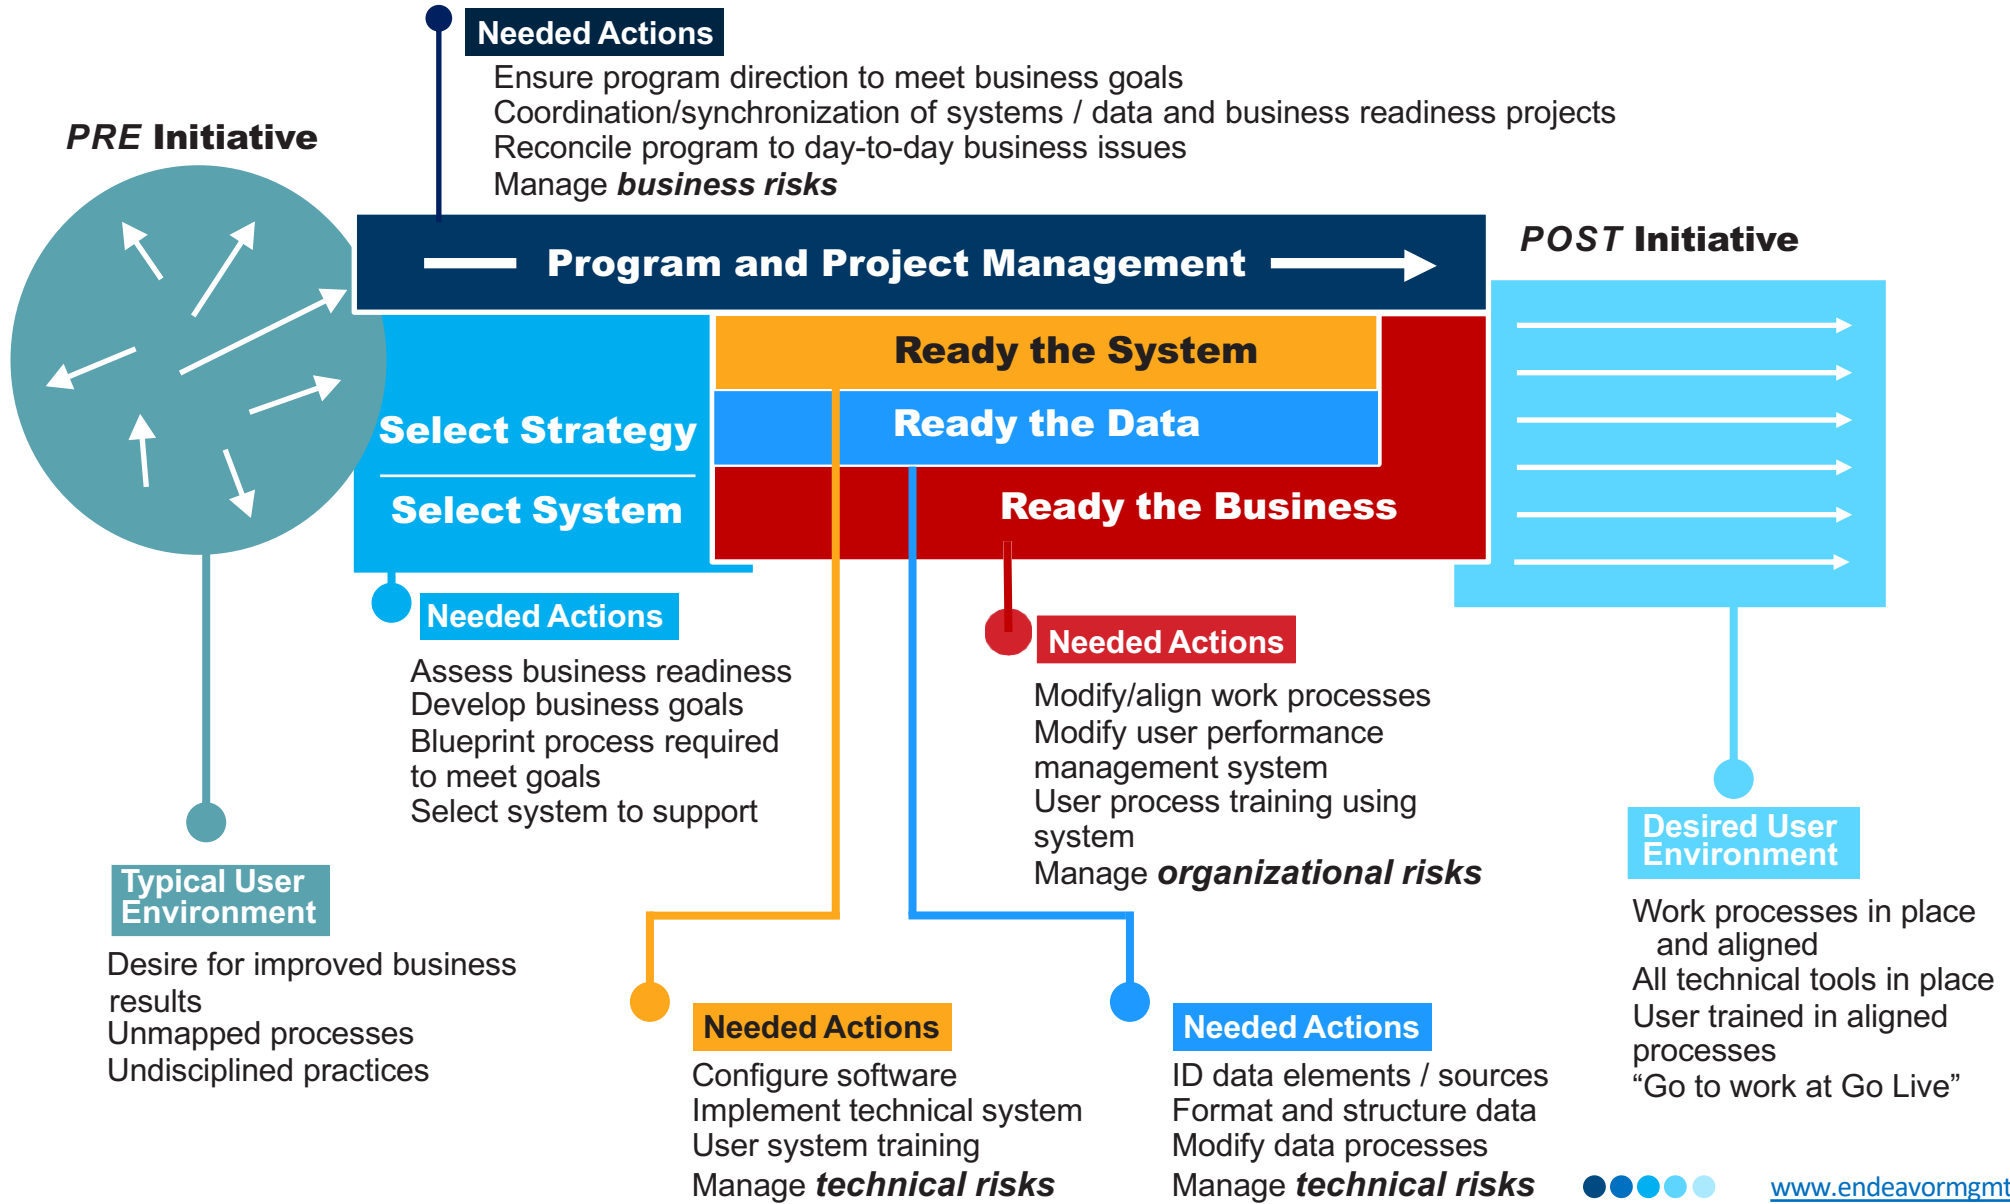 Needed Actions
Ensure program direction to meet business goals
Coordination/synchronization of systems / data and business readiness projects
Reconcile program to day-to-day business issues
Manage business risks
PRE Initiative
Program and Project Management
POST Initiative
Select Strategy
Select System
Ready the System
Ready the Data
Ready the Business
Needed Actions
Assess business readiness
Develop business goals
Blueprint process required
to meet goals
Select system to support
Needed Actions
Modify/align work processes
Modify user performance
management system
User process training using
system
Manage organizational risks
Typical User
Environment
Desire for improved business
results
Unmapped processes
Undisciplined practices
Needed Actions
Configure software
Implement technical system
User system training
Manage technical risks
Needed Actions
ID data elements / sources
Format and structure data
Modify data processes
Manage technical risks
Desired User
Environment
Work processes in place
and aligned
All technical tools in place
User trained in aligned
processes
“Go to work at Go Live”
www.endeavormgmt